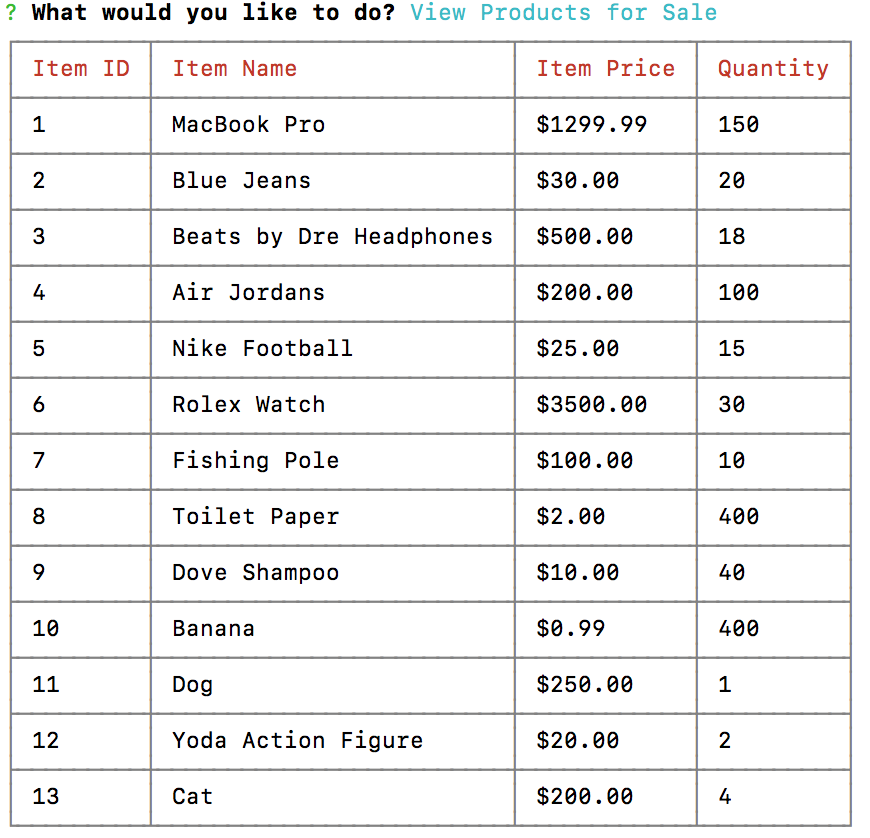 ? What would you like to do? View Products for Sale
Item ID Item Name Item Price Quantity
1 MacBook Pro $1299.99 150
2 Blue Jeans $30.00 20
3 Beats by Dre Headphones $500.00 18
4 Air Jordans $200.00 100
5 Nike Football $25.00 15
6 Rolex Watch $3500.00 30
7 Fishing Pole $100.00 10
8 Toilet Paper $2.00 400
9 Dove Shampoo $10.00 40
10 Banana $0.99 400
11 Dog $250.00 1
12 Yoda Action Figure $20.00 2
13 Cat $200.00 4